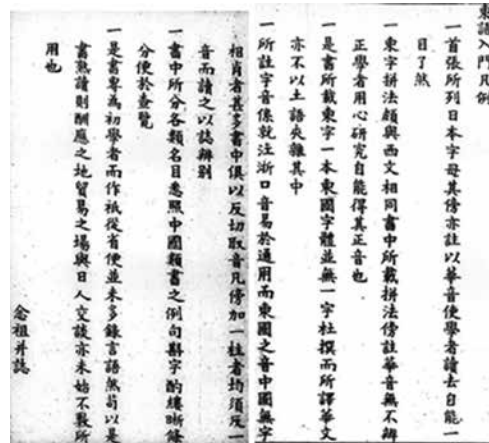 東語入門凡例
一首張所列日本字母其傍亦註以華音使學者讀去自能一
目了然
一東字拼法頗與西文相同書中所載拼法傍註華音無不辨
正學者用心研究自能得其正音也
一是書所載東字一本東國字體並無一字杜撰而所譯華文
亦不以土語夾雜其中
一所註字音係就江浙口音易於通用而東國之音中國無字
相肖者甚多書中俱以反切取音凡傍加一柱者均須反一
音而讀之以誌辨別
一書中所分各類名目悉照中國類書之例句斟字酌縷晰條
分便於查覽
一是書專為初學者而作衹從省便並未多錄言語然苟以是
書熟讀則酬應之地貿易之場與日人交談亦未始不敷所
用也
念祖并誌